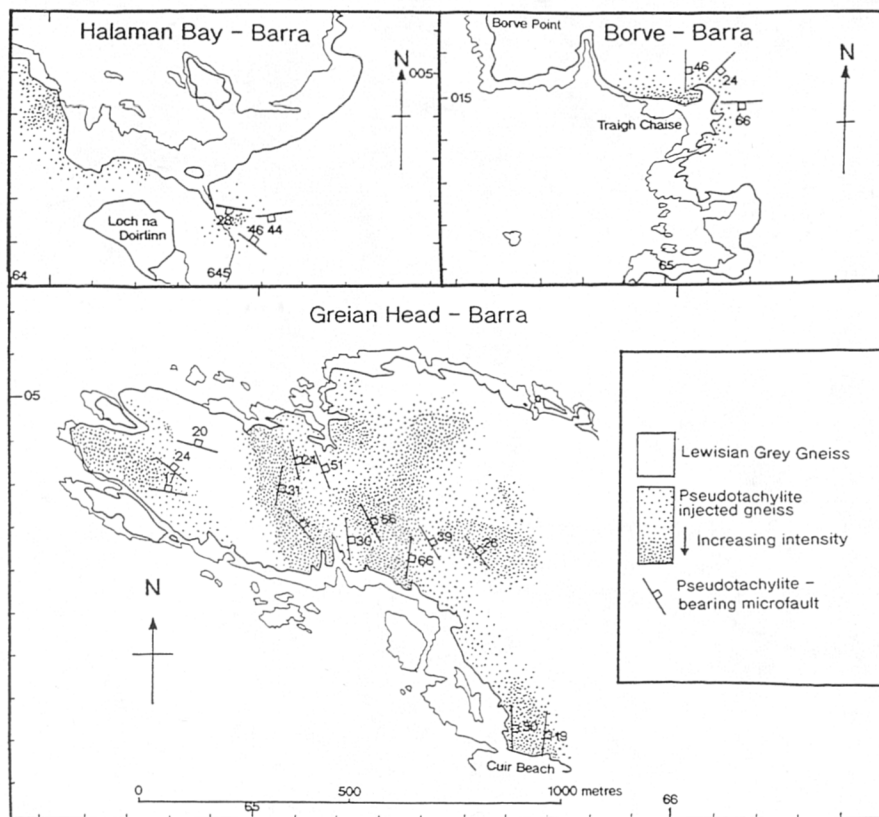 Halaman Bay – Barra
N
Loch na
Doirlinn
28
46
44
64
645
Borve – Barra
Borve Point
N
005
015
46
24
66
Traigh Chaise
65
Greian Head – Barra
05
20
24
17
24
51
31
56
30
39
26
66
N
30
19
Cuir Beach
0
500
1000 metres
65
66
Lewisian Grey Gneiss
Pseudotachylite
injected gneiss
Increasing intensity
Pseudotachylite –
bearing microfault